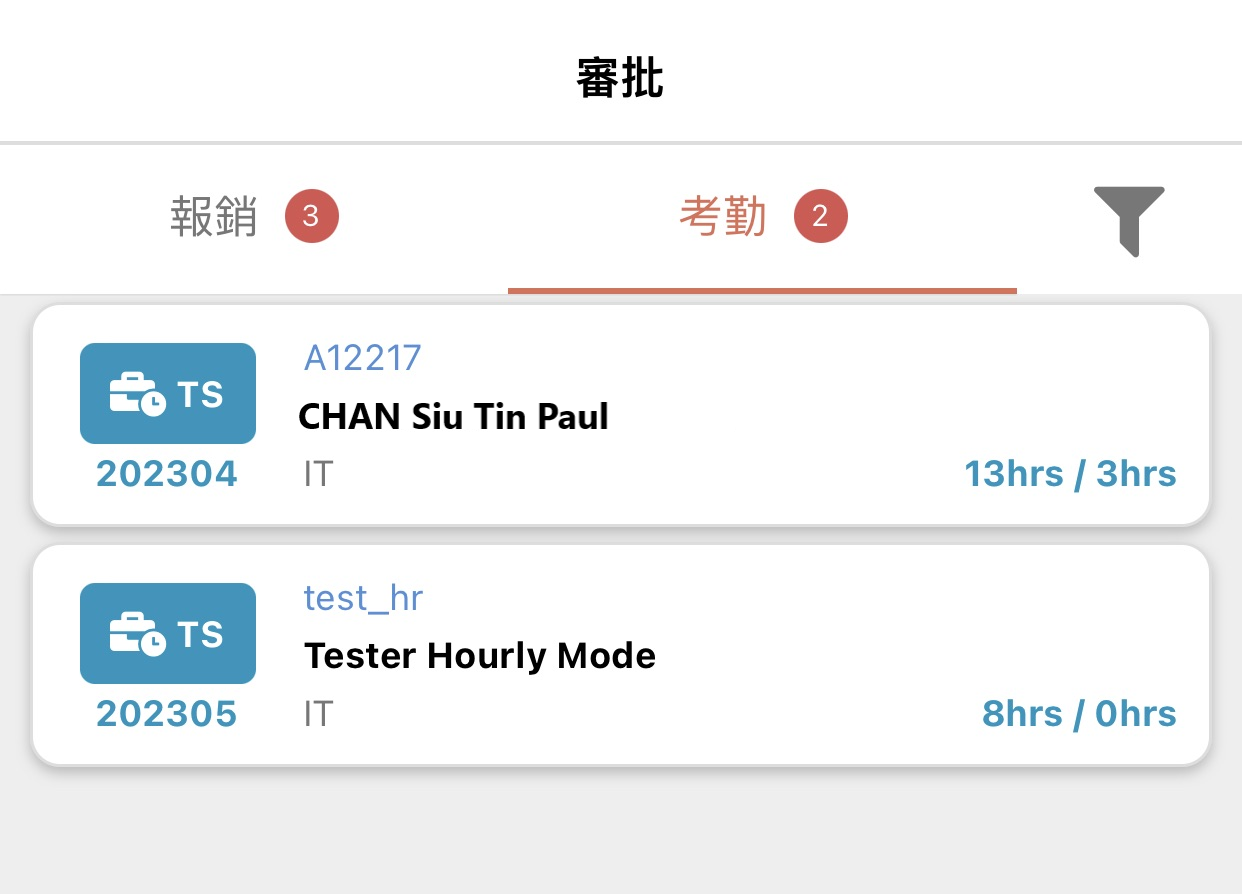 審批
報銷 3 考勤 2
TS
202304
A12217
CHAN Siu Tin Paul
IT
13hrs / 3hrs
TS
202305
test_hr
Tester Hourly Mode
IT
8hrs / 0hrs